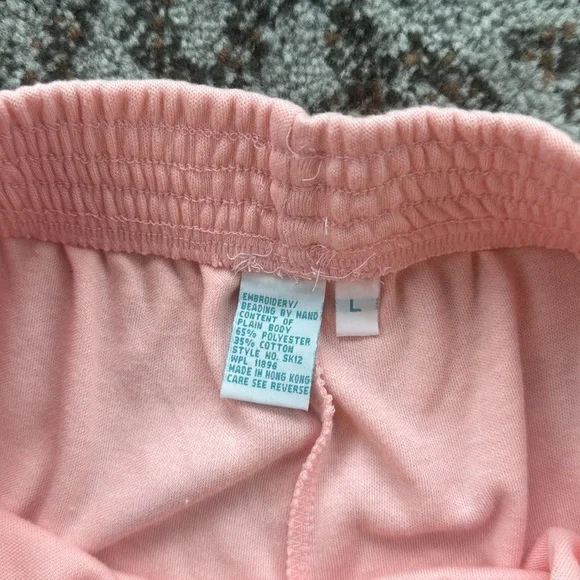 EMBROIDERY/
BEADING BY HAND
CONTENT OF
PLAIN BODY
65% POLYESTER
35% COTTON
STYLE NO. SK12
WPL 11896
MADE IN HONG KONG
CARE SEE REVERSE
L